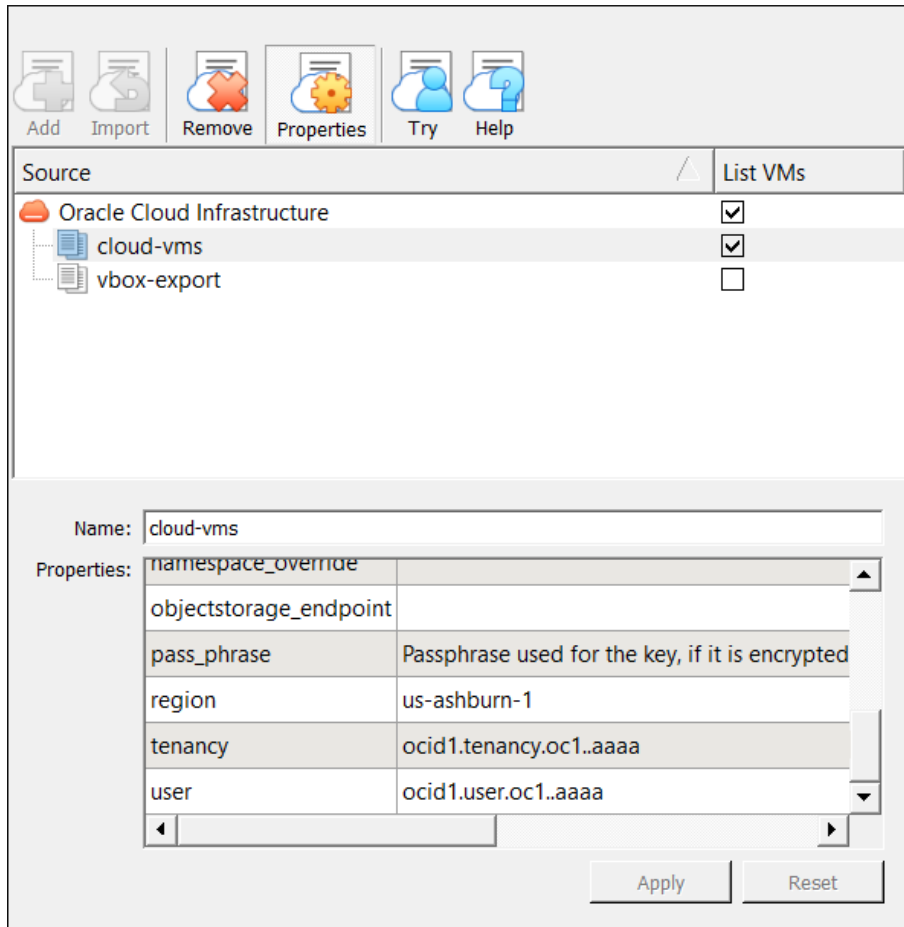 Add Import Remove Properties Try Help
Source List VMs
Oracle Cloud Infrastructure
cloud-vms
vbox-export
Name: cloud-vms
Properties: namespace_override
objectstorage_endpoint
pass_phrase Passphrase used for the key, if it is encrypted
region us-ashburn-1
tenancy ocid1.tenancy.oc1..aaaa
user ocid1.user.oc1..aaaa
Apply Reset